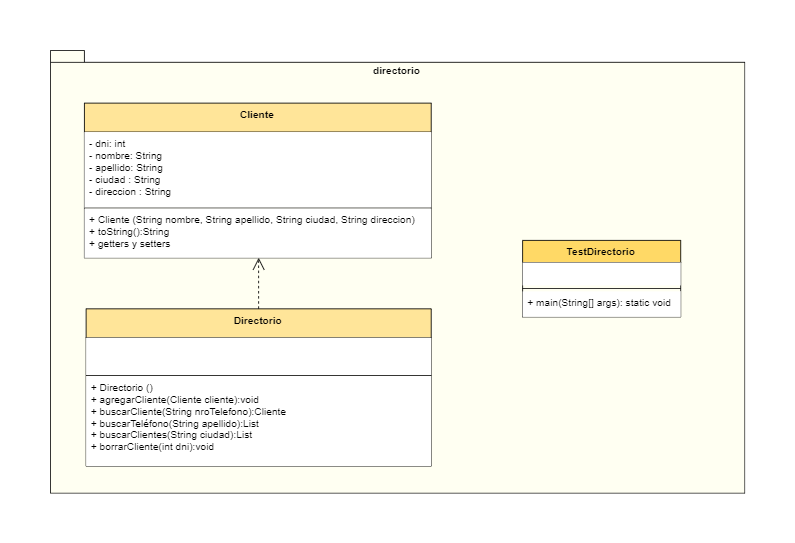 directorio
Cliente
- dni: int
- nombre: String
- apellido: String
- ciudad : String
- direccion : String
+ Cliente (String nombre, String apellido, String ciudad, String direccion)
+ toString():String
+ getters y setters
TestDirectorio
+ main(String[] args): static void
Directorio
+ Directorio ()
+ agregarCliente(Cliente cliente):void
+ buscarCliente(String nroTelefono):Cliente
+ buscarTeléfono(String apellido):List
+ buscarClientes(String ciudad):List
+ borrarCliente(int dni):void